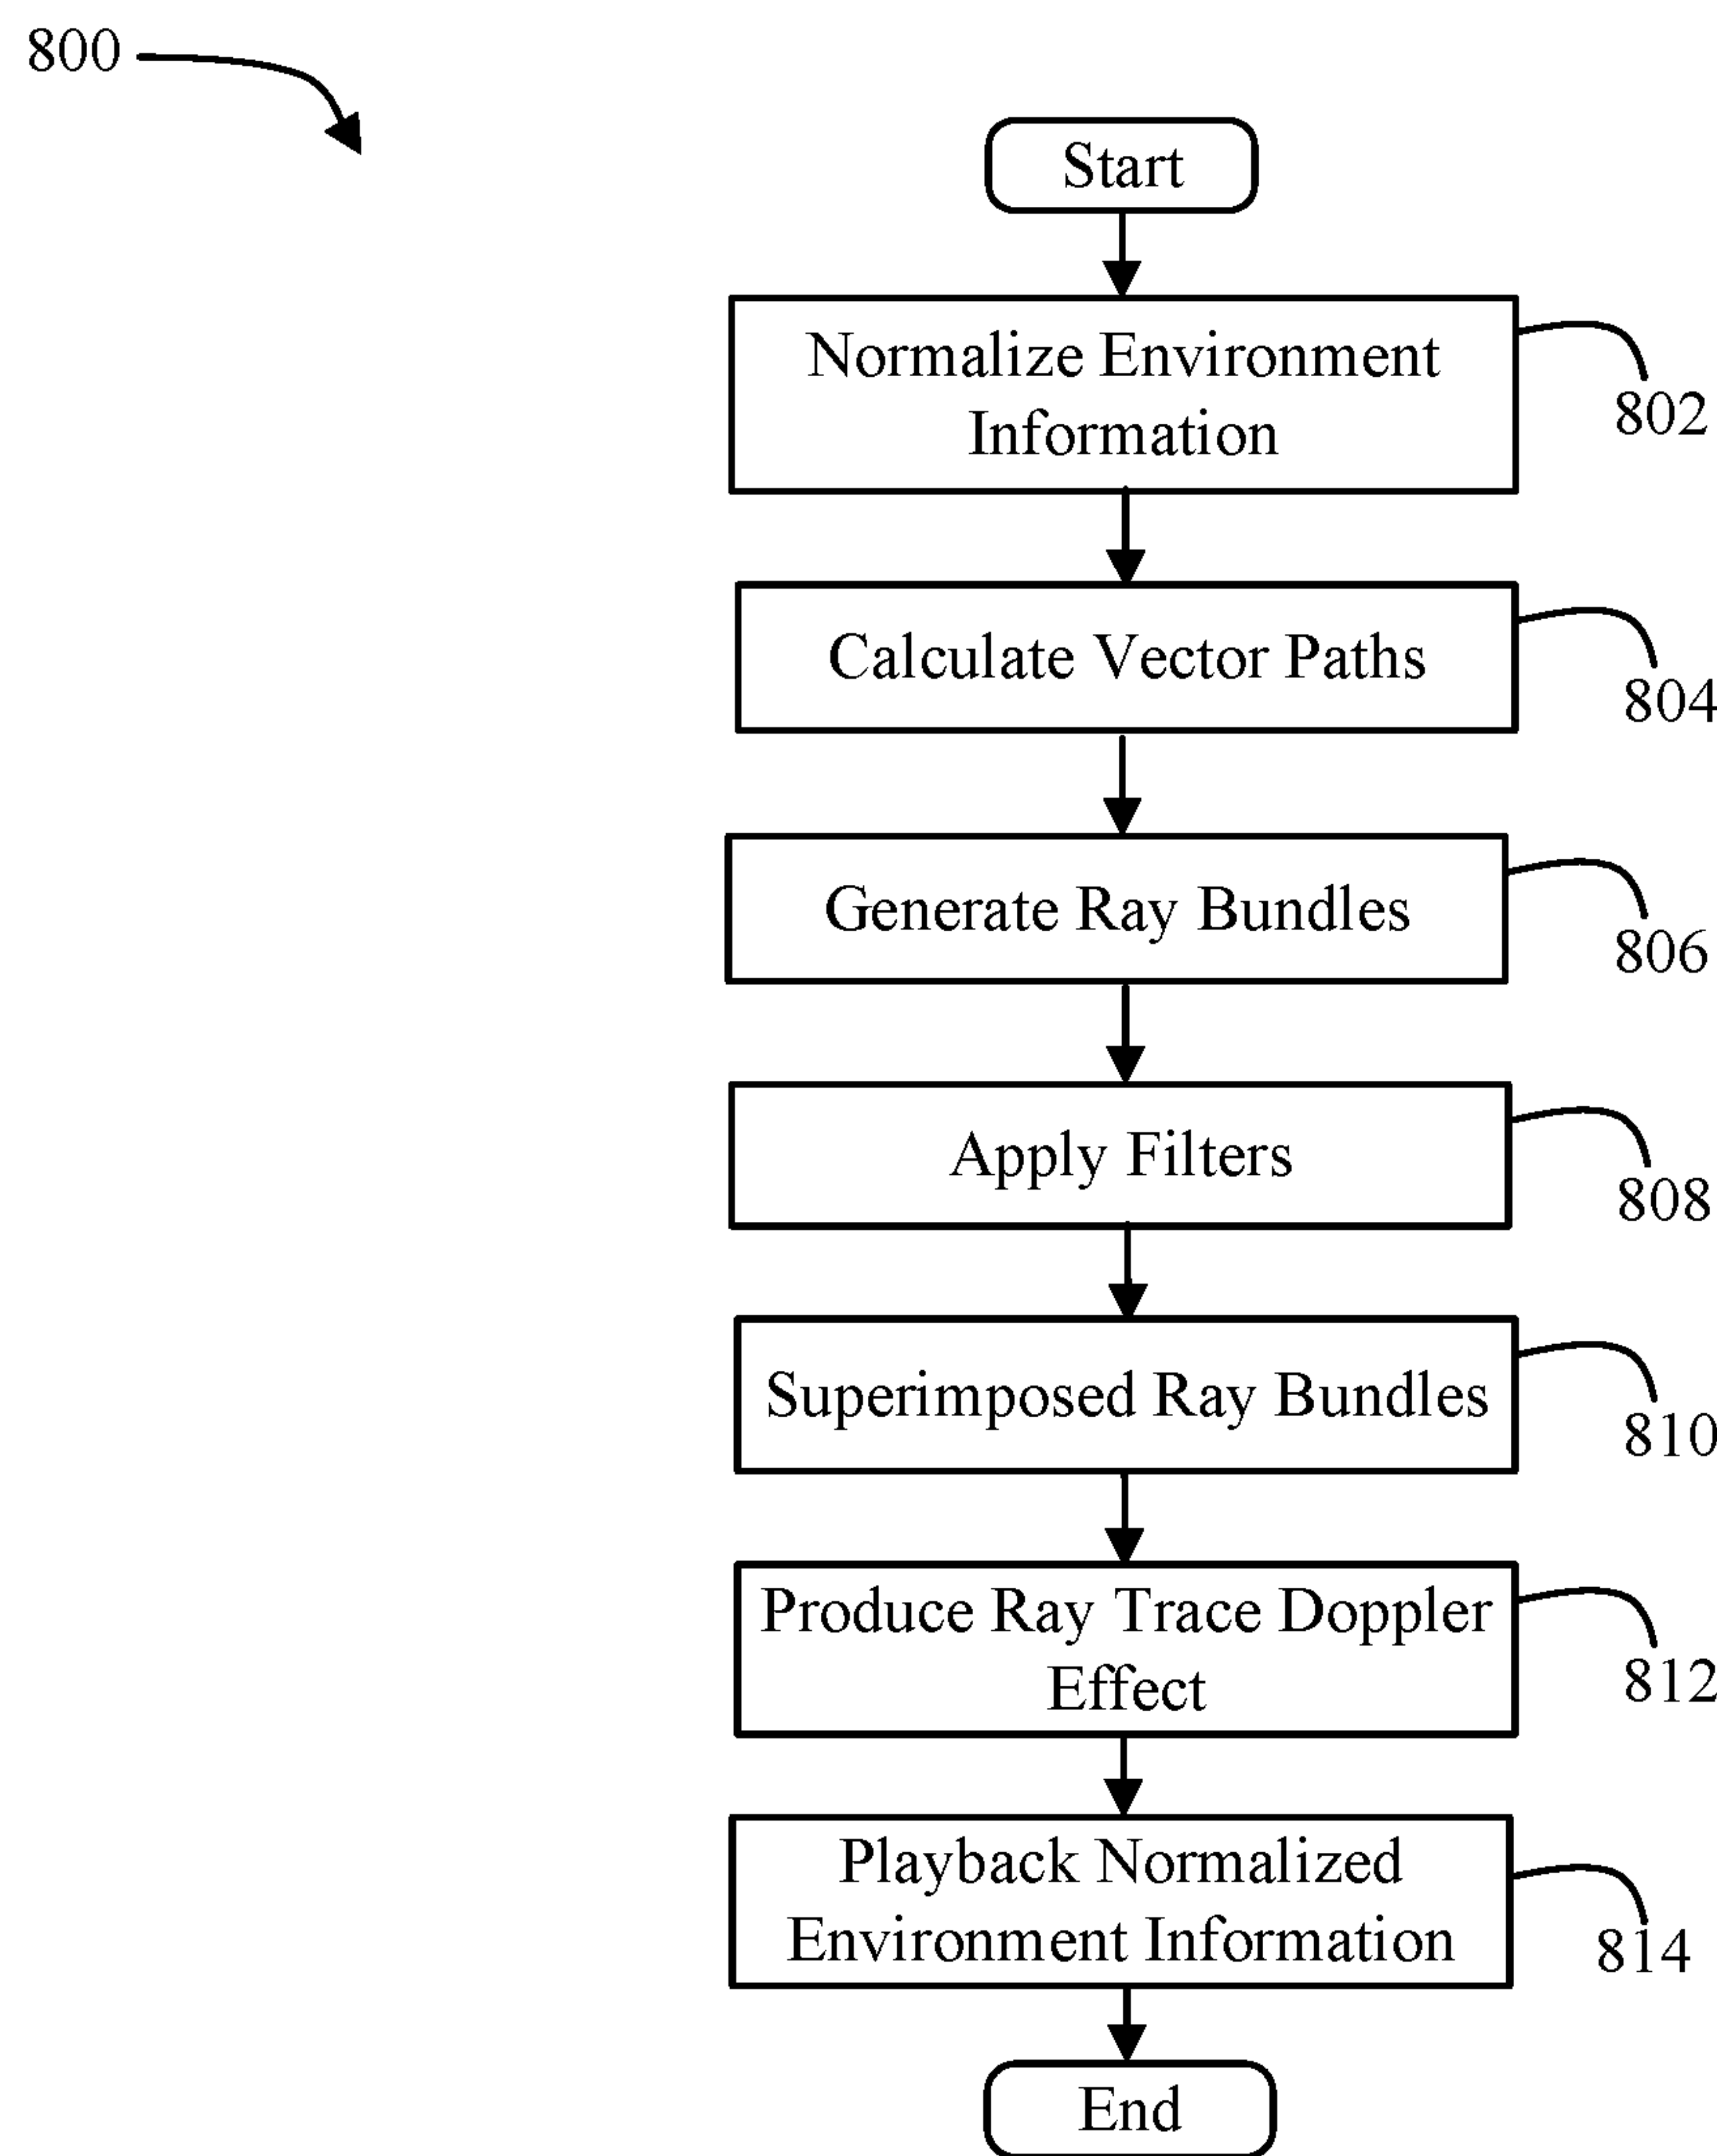 800
Start
Normalize Environment
Information
802
Calculate Vector Paths
804
Generate Ray Bundles
806
Apply Filters
808
Superimposed Ray Bundles
810
Produce Ray Trace Doppler
Effect
812
Playback Normalized
Environment Information
814
End